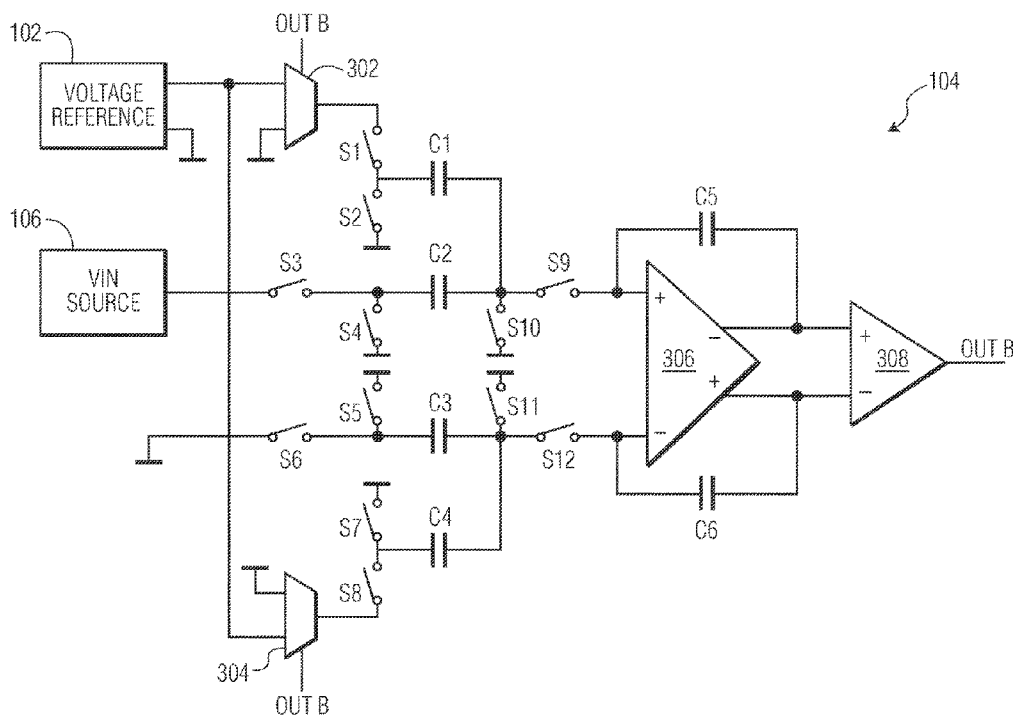 OUT B
102
302
104
VOLTAGE
REFERENCE
S1
C1
S2
106
C5
VIN
SOURCE
S3
C2
S9
+
S4
S10
−
+
306
308
OUT B
+
−
S5
C3
S11
−
S6
S12
C6
S7
C4
S8
304
OUT B